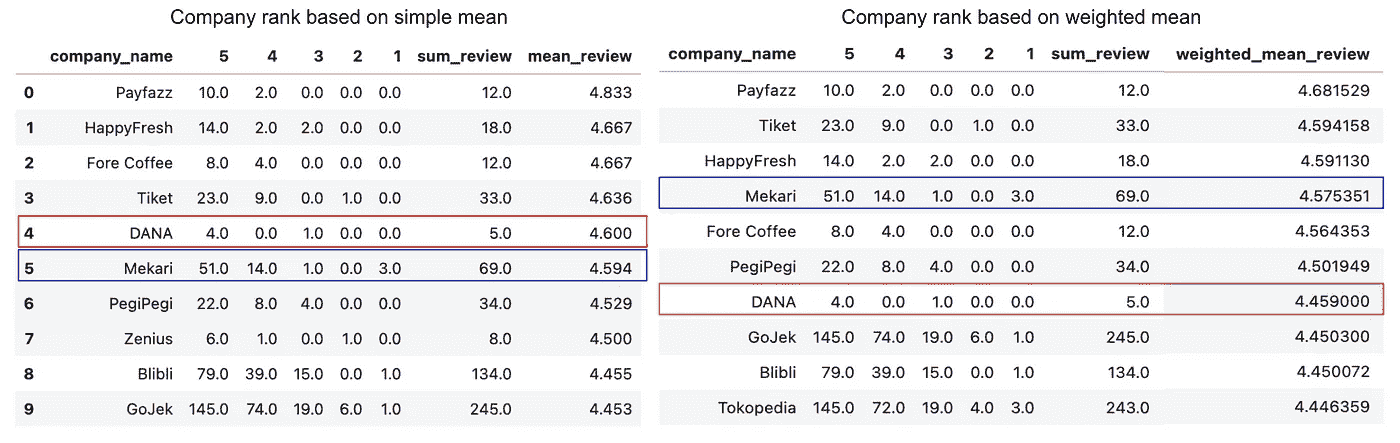 Company rank based on simple mean
company_name 5 4 3 2 1 sum_review mean_review
0 Payfazz 10.0 2.0 0.0 0.0 0.0 12.0 4.833
1 HappyFresh 14.0 2.0 2.0 0.0 0.0 18.0 4.667
2 Fore Coffee 8.0 4.0 0.0 0.0 0.0 12.0 4.667
3 Tiket 23.0 9.0 0.0 1.0 0.0 33.0 4.636
4 DANA 4.0 0.0 1.0 0.0 0.0 5.0 4.600
5 Mekari 51.0 14.0 1.0 0.0 3.0 69.0 4.594
6 PegiPegi 22.0 8.0 4.0 0.0 0.0 34.0 4.529
7 Zenius 6.0 1.0 0.0 1.0 0.0 8.0 4.500
8 Blibli 79.0 39.0 15.0 0.0 1.0 134.0 4.455
9 GoJek 145.0 74.0 19.0 6.0 1.0 245.0 4.453
Company rank based on weighted mean
company_name 5 4 3 2 1 sum_review weighted_mean_review
Payfazz 10.0 2.0 0.0 0.0 0.0 12.0 4.681529
Tiket 23.0 9.0 0.0 1.0 0.0 33.0 4.594158
HappyFresh 14.0 2.0 2.0 0.0 0.0 18.0 4.591130
Mekari 51.0 14.0 1.0 0.0 3.0 69.0 4.575351
Fore Coffee 8.0 4.0 0.0 0.0 0.0 12.0 4.564353
PegiPegi 22.0 8.0 4.0 0.0 0.0 34.0 4.501949
DANA 4.0 0.0 1.0 0.0 0.0 5.0 4.459000
GoJek 145.0 74.0 19.0 6.0 1.0 245.0 4.450300
Blibli 79.0 39.0 15.0 0.0 1.0 134.0 4.450072
Tokopedia 145.0 72.0 19.0 4.0 3.0 243.0 4.446359